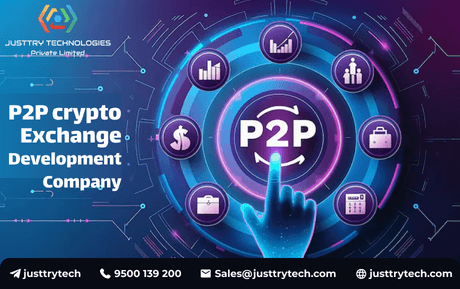 JUSTTRY TECHNOLOGIES
Private Limited
P2P crypto
Exchange
Development
Company
P2P
$
justtrytech
9500 139 200
Sales@justtrytech.com
justtrytech.com